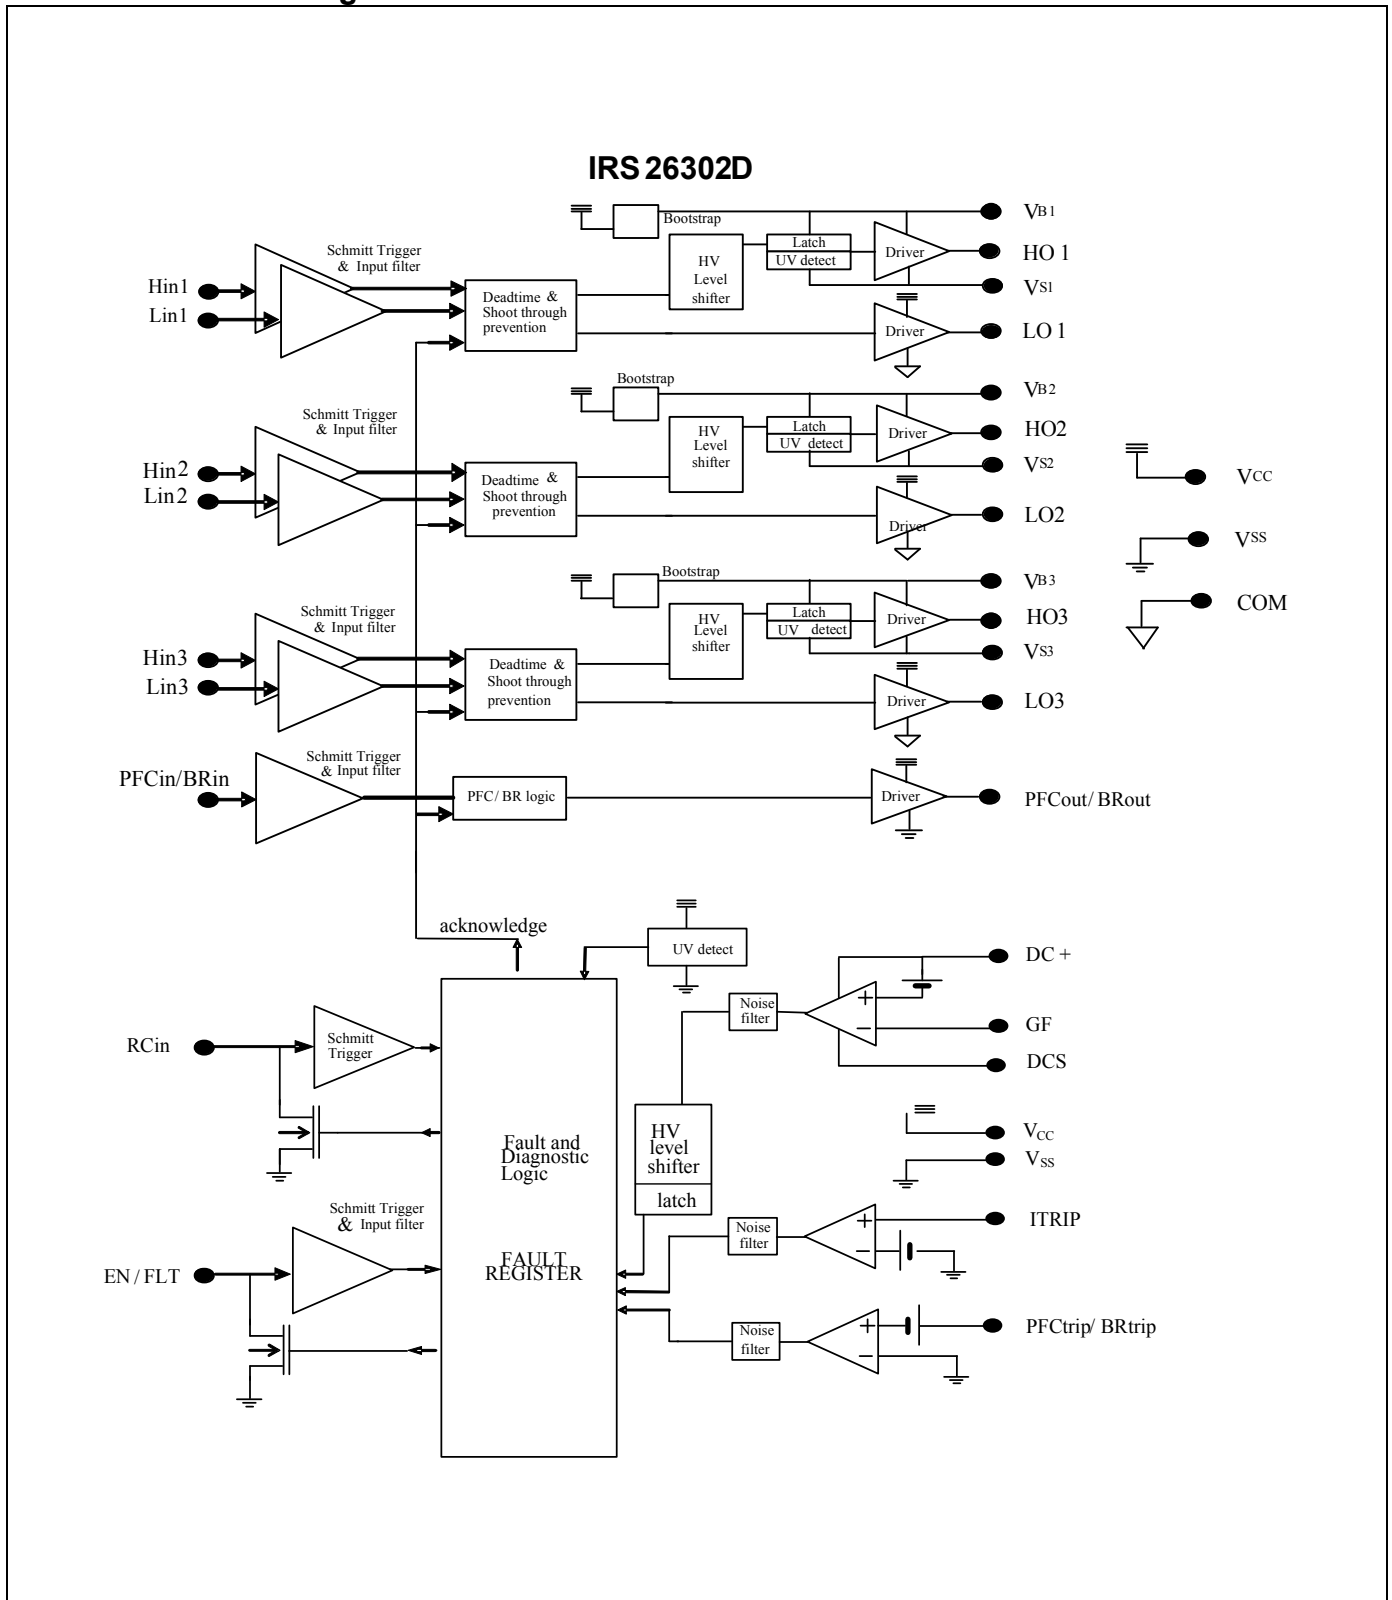 IRS 26302D
Bootstrap
VB1
Schmitt Trigger
& Input filter
HV
Level
shifter
Latch
UV detect
Driver
HO 1
Hin1
Lin1
Deadtime &
Shoot through
prevention
VS1
Driver
LO 1
Bootstrap
VB2
Schmitt Trigger
& Input filter
HV
Level
shifter
Latch
UV detect
Driver
HO2
Hin2
Lin2
Deadtime &
Shoot through
prevention
VS2
Driver
LO2
VCC
VSS
COM
Bootstrap
VB3
Schmitt Trigger
& Input filter
HV
Level
shifter
Latch
UV detect
Driver
HO3
Hin3
Lin3
Deadtime &
Shoot through
prevention
VS3
Driver
LO3
Schmitt Trigger
& Input filter
PFCin/BRin
PFC/ BR logic
Driver
PFCout/ BRout
acknowledge
UV detect
DC +
Noise
filter
+
−
GF
DCS
RCin
Schmitt
Trigger
Fault and
Diagnostic
Logic
HV
level
shifter
latch
VCC
VSS
Schmitt Trigger
& Input filter
EN / FLT
FAULT
REGISTER
Noise
filter
+
−
ITRIP
Noise
filter
+
−
PFCtrip/ BRtrip